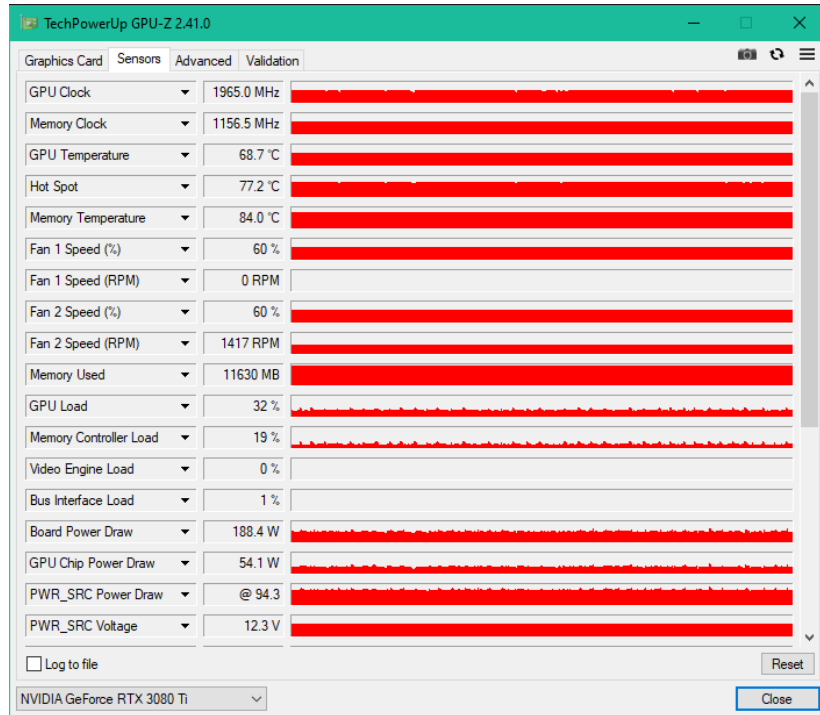 TechPowerUp GPU-Z 2.41.0
Graphics Card Sensors Advanced Validation
GPU Clock 1965.0 MHz
Memory Clock 1156.5 MHz
GPU Temperature 68.7 °C
Hot Spot 77.2 °C
Memory Temperature 84.0 °C
Fan 1 Speed (%) 60 %
Fan 1 Speed (RPM) 0 RPM
Fan 2 Speed (%) 60 %
Fan 2 Speed (RPM) 1417 RPM
Memory Used 11630 MB
GPU Load 32 %
Memory Controller Load 19 %
Video Engine Load 0 %
Bus Interface Load 1 %
Board Power Draw 188.4 W
GPU Chip Power Draw 54.1 W
PWR_SRC Power Draw @ 94.3
PWR_SRC Voltage 12.3 V
Log to file Reset
NVIDIA GeForce RTX 3080 Ti Close